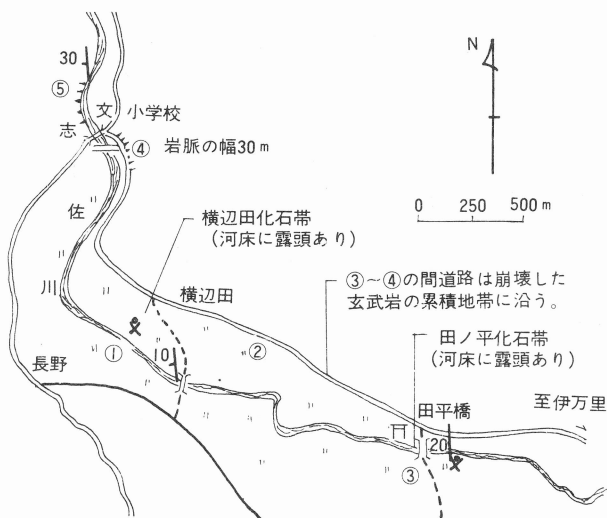 30
⑤
文 小学校
志
④ 岩脈の幅30m
佐
川
N
0 250 500m
横辺田化石帯
(河床に露頭あり)
横辺田
③~④の間道路は崩壊した
玄武岩の累積地帯に沿う。
①
②
長野
10
田ノ平化石帯
(河床に露頭あり)
田平橋
至伊万里
20
③